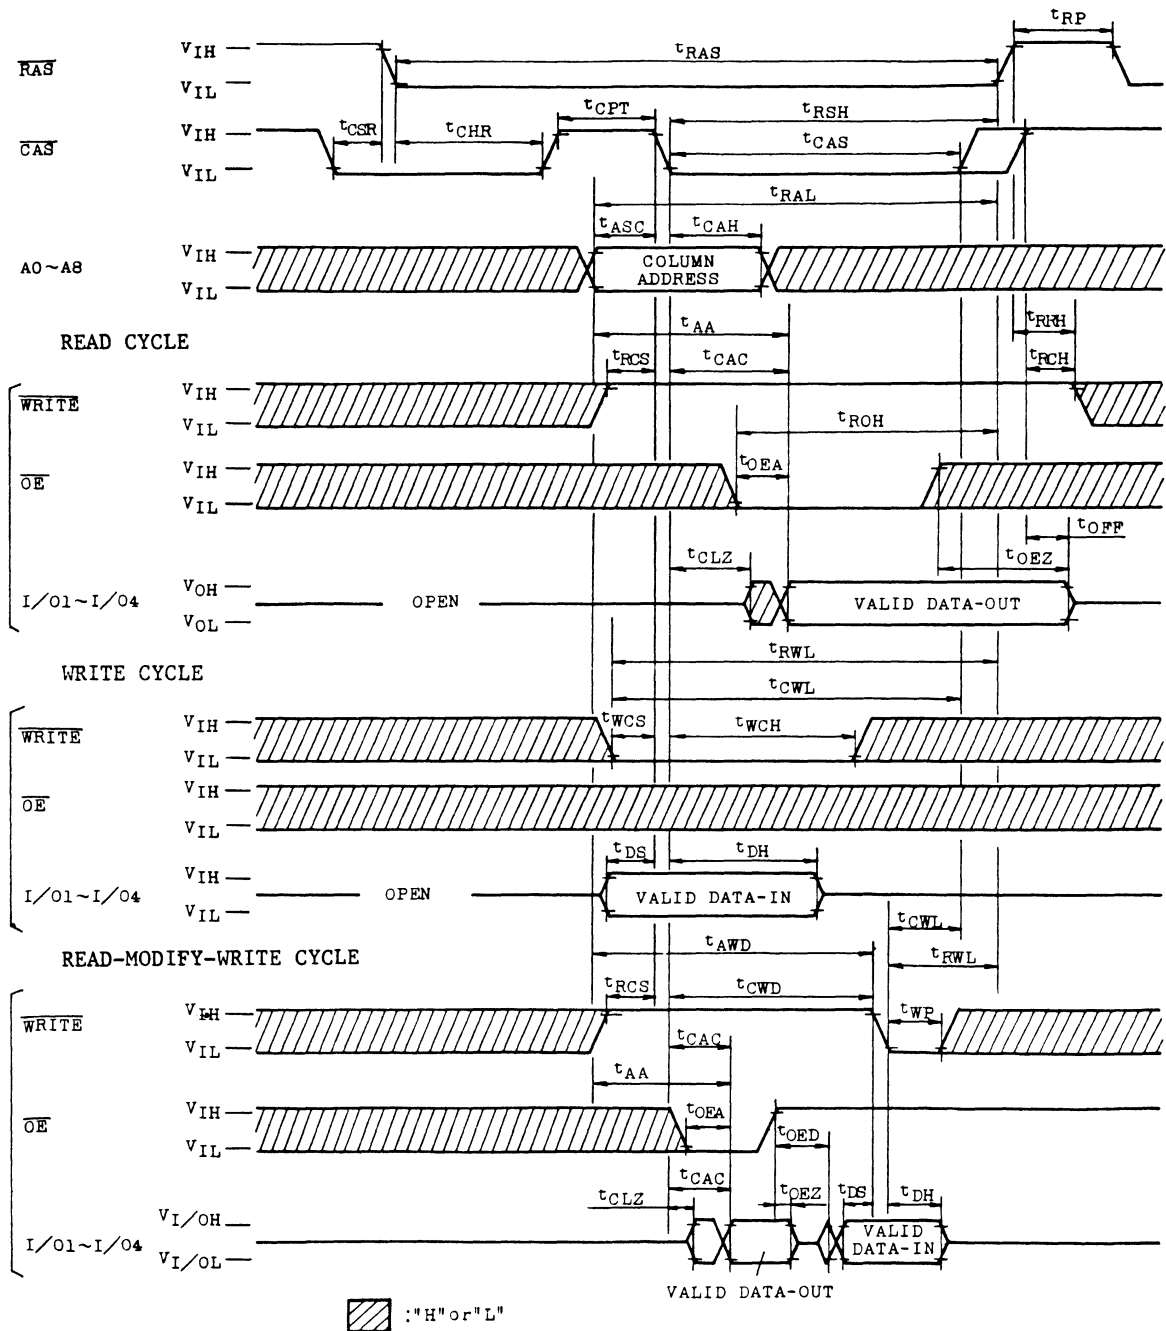 tRP
VIH
RAS
tRAS
VIL
tCPT
tRSH
VIH
tCSR
tCHR
CAS
tCAS
VIL
tRAL
tASC
tCAH
VIH
A0~A8
COLUMN
ADDRESS
VIL
tAA
tRRH
READ CYCLE
tRCS
tCAC
tRCH
VIH
WRITE
VIL
tROH
VIH
tOEA
OE
VIL
tOFF
tCLZ
tOEZ
VOH
I/O1~I/O4
OPEN
VALID DATA-OUT
VOL
tRWL
WRITE CYCLE
tCWL
VIH
tWCS
tWCH
WRITE
VIL
VIH
OE
VIL
tDS
tDH
VIH
I/O1~I/O4
OPEN
VALID DATA-IN
VIL
tCWL
tAWD
READ-MODIFY-WRITE CYCLE
tRWL
tRCS
tCWD
VIH
tWP
WRITE
tCAC
VIL
tAA
VIH
tOEA
OE
tOED
VIL
tCAC
tCLZ
tOEZ
tDS
tDH
VI/OH
I/O1~I/O4
VALID
DATA-IN
VI/OL
VALID DATA-OUT
:"H"or"L"